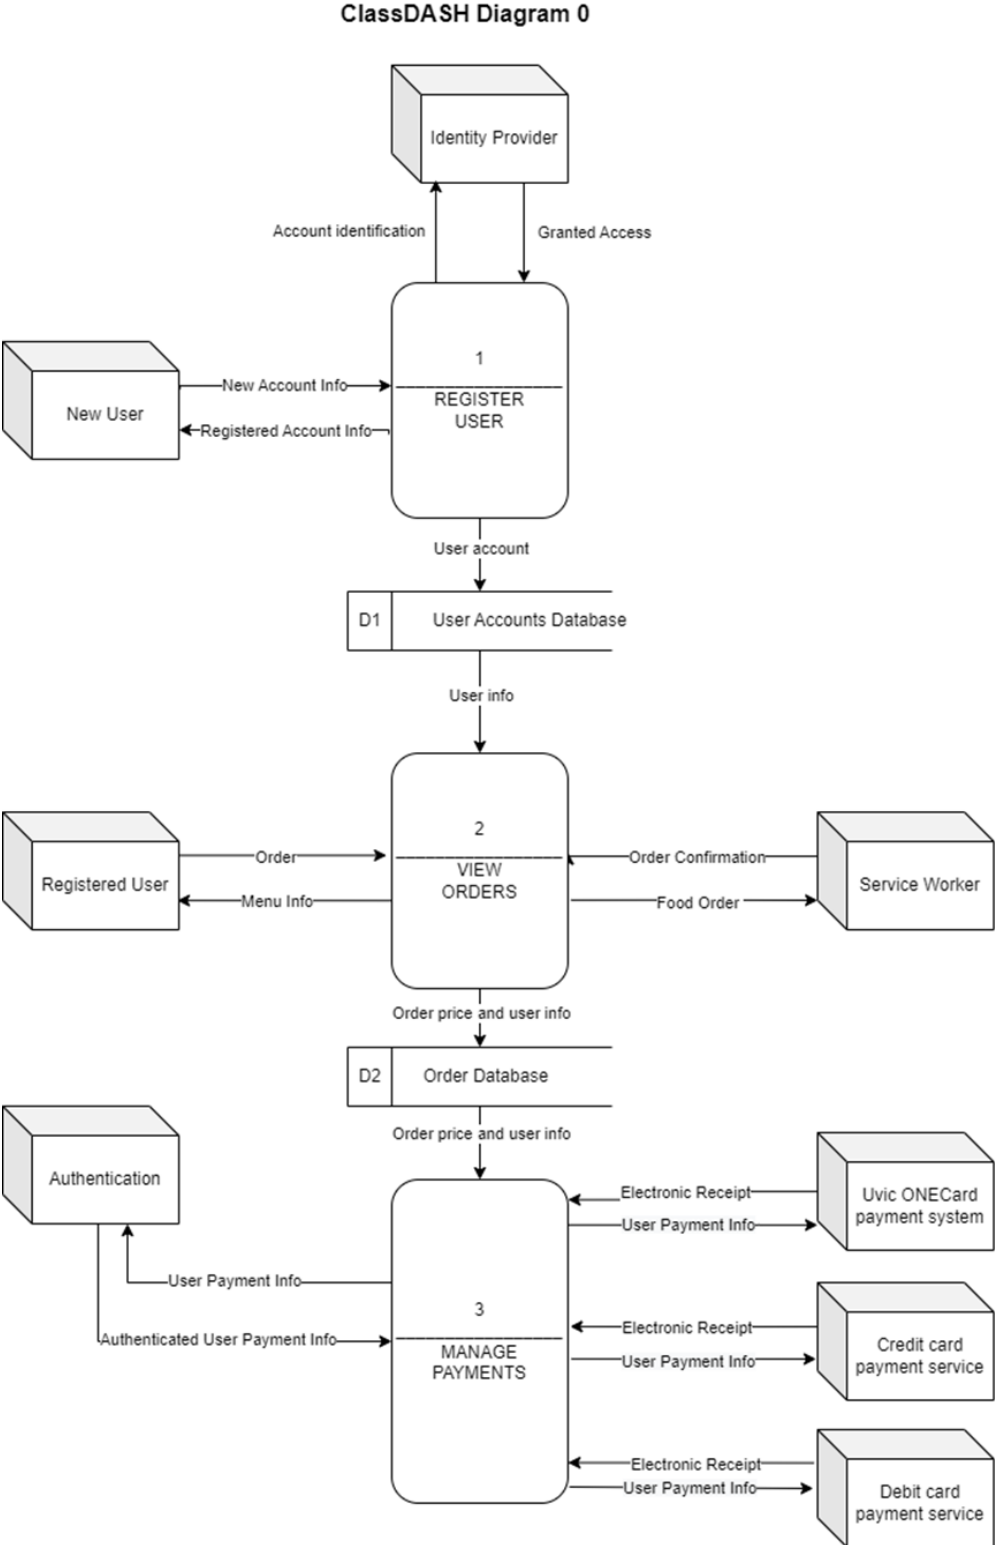 ClassDASH Diagram 0
Identity Provider
Account identification
Granted Access
1
REGISTER
USER
New User
New Account Info
Registered Account Info
User account
D1
User Accounts Database
User info
2
VIEW
ORDERS
Registered User
Order
Menu Info
Order Confirmation
Food Order
Service Worker
Order price and user info
D2
Order Database
Order price and user info
Authentication
User Payment Info
Authenticated User Payment Info
3
MANAGE
PAYMENTS
Electronic Receipt
User Payment Info
Uvic ONECard
payment system
Electronic Receipt
User Payment Info
Credit card
payment service
Electronic Receipt
User Payment Info
Debit card
payment service